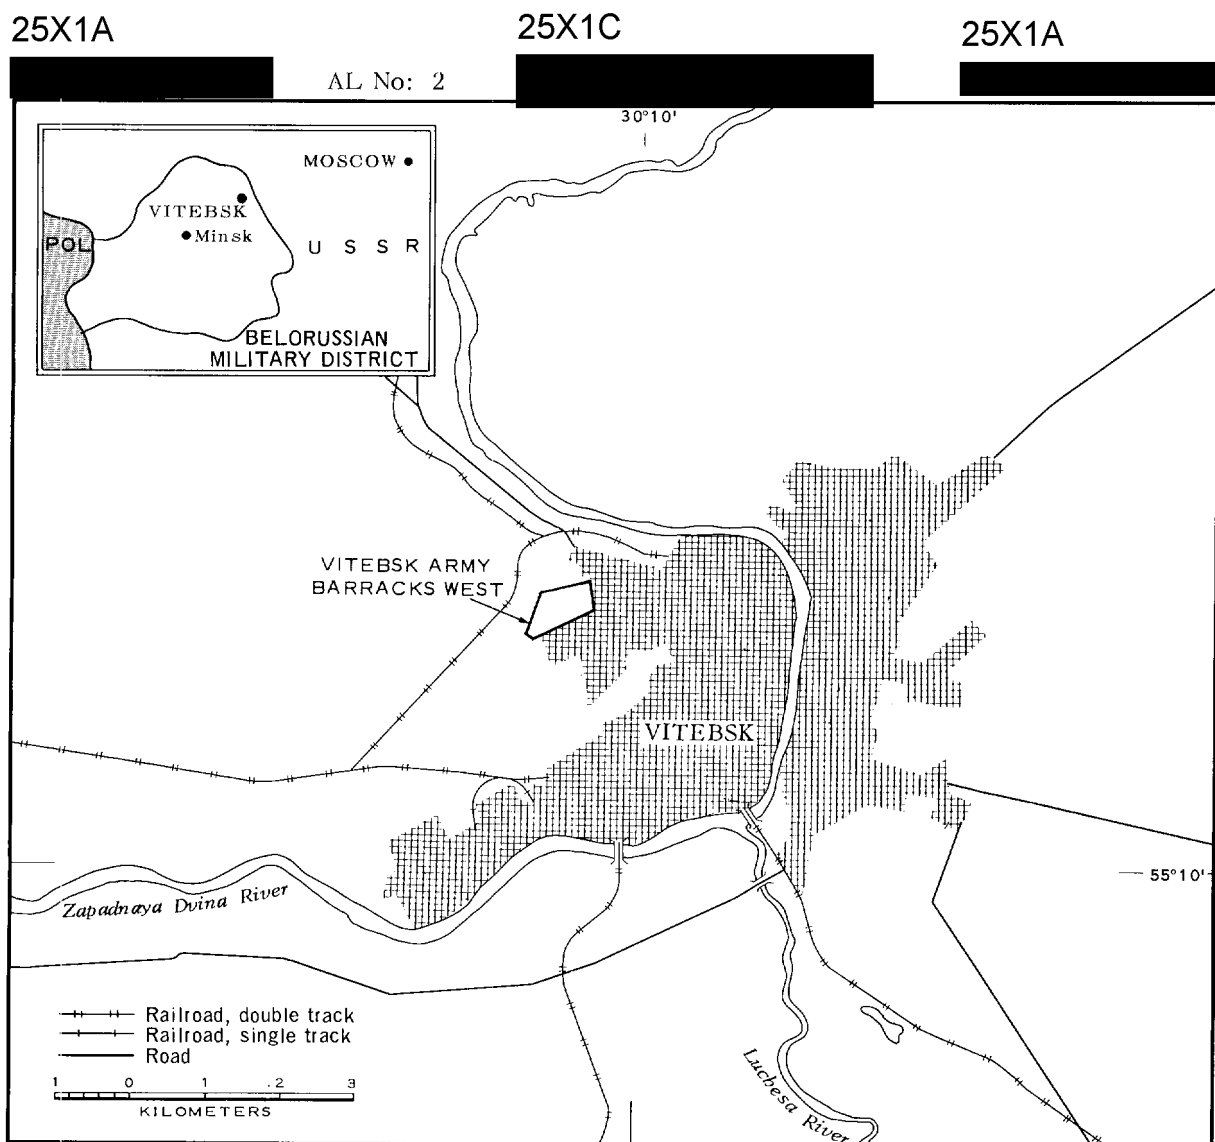 25X1A
25X1C
25X1A
AL No: 2
30°10'
MOSCOW
VITEBSK
Minsk
POL
U S S R
BELORUSSIAN
MILITARY DISTRICT
VITEBSK ARMY
BARRACKS WEST
VITEBSK
55°10'
Zapadnaya Dvina River
Railroad, double track
Railroad, single track
Road
1 0 1 2 3
KILOMETERS
Luchesa River